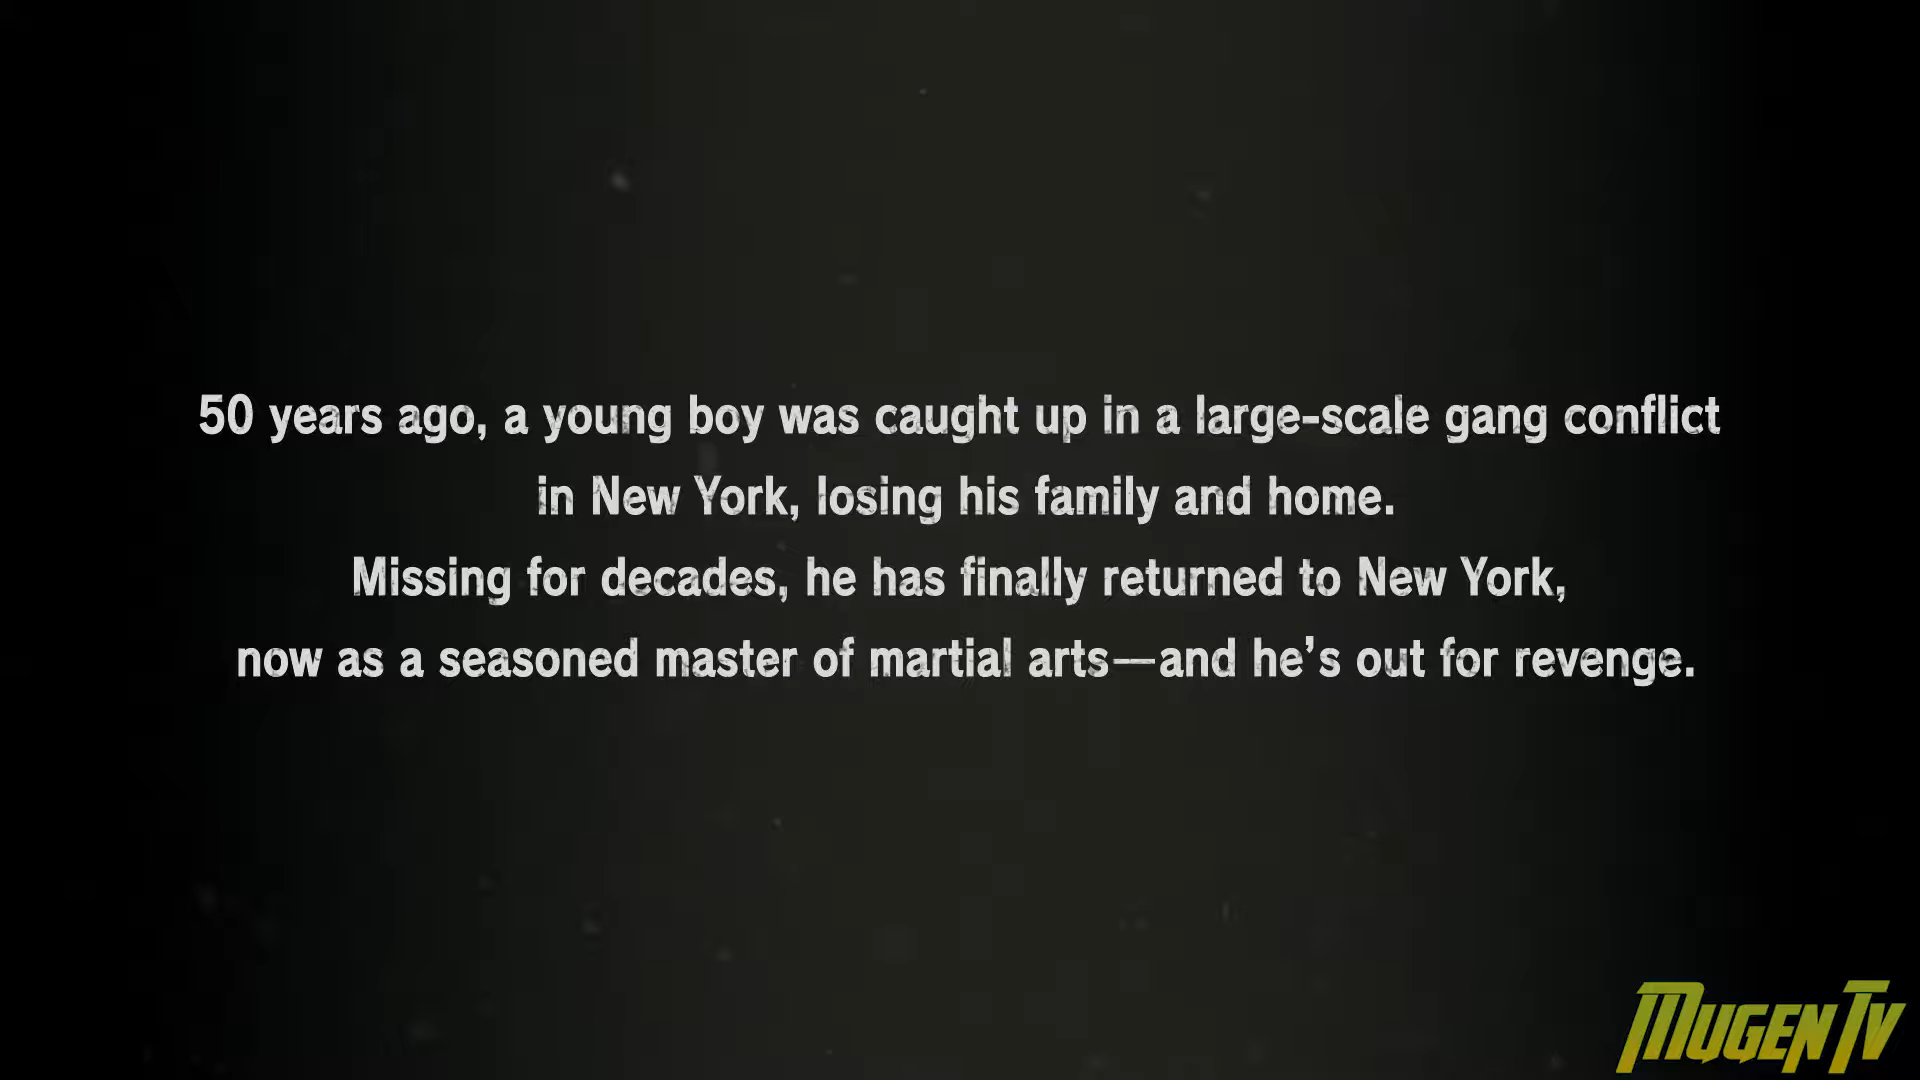 50 years ago, a young boy was caught up in a large-scale gang conflict
in New York, losing his family and home.
Missing for decades, he has finally returned to New York,
now as a seasoned master of martial arts—and he’s out for revenge.
MUGEN TV